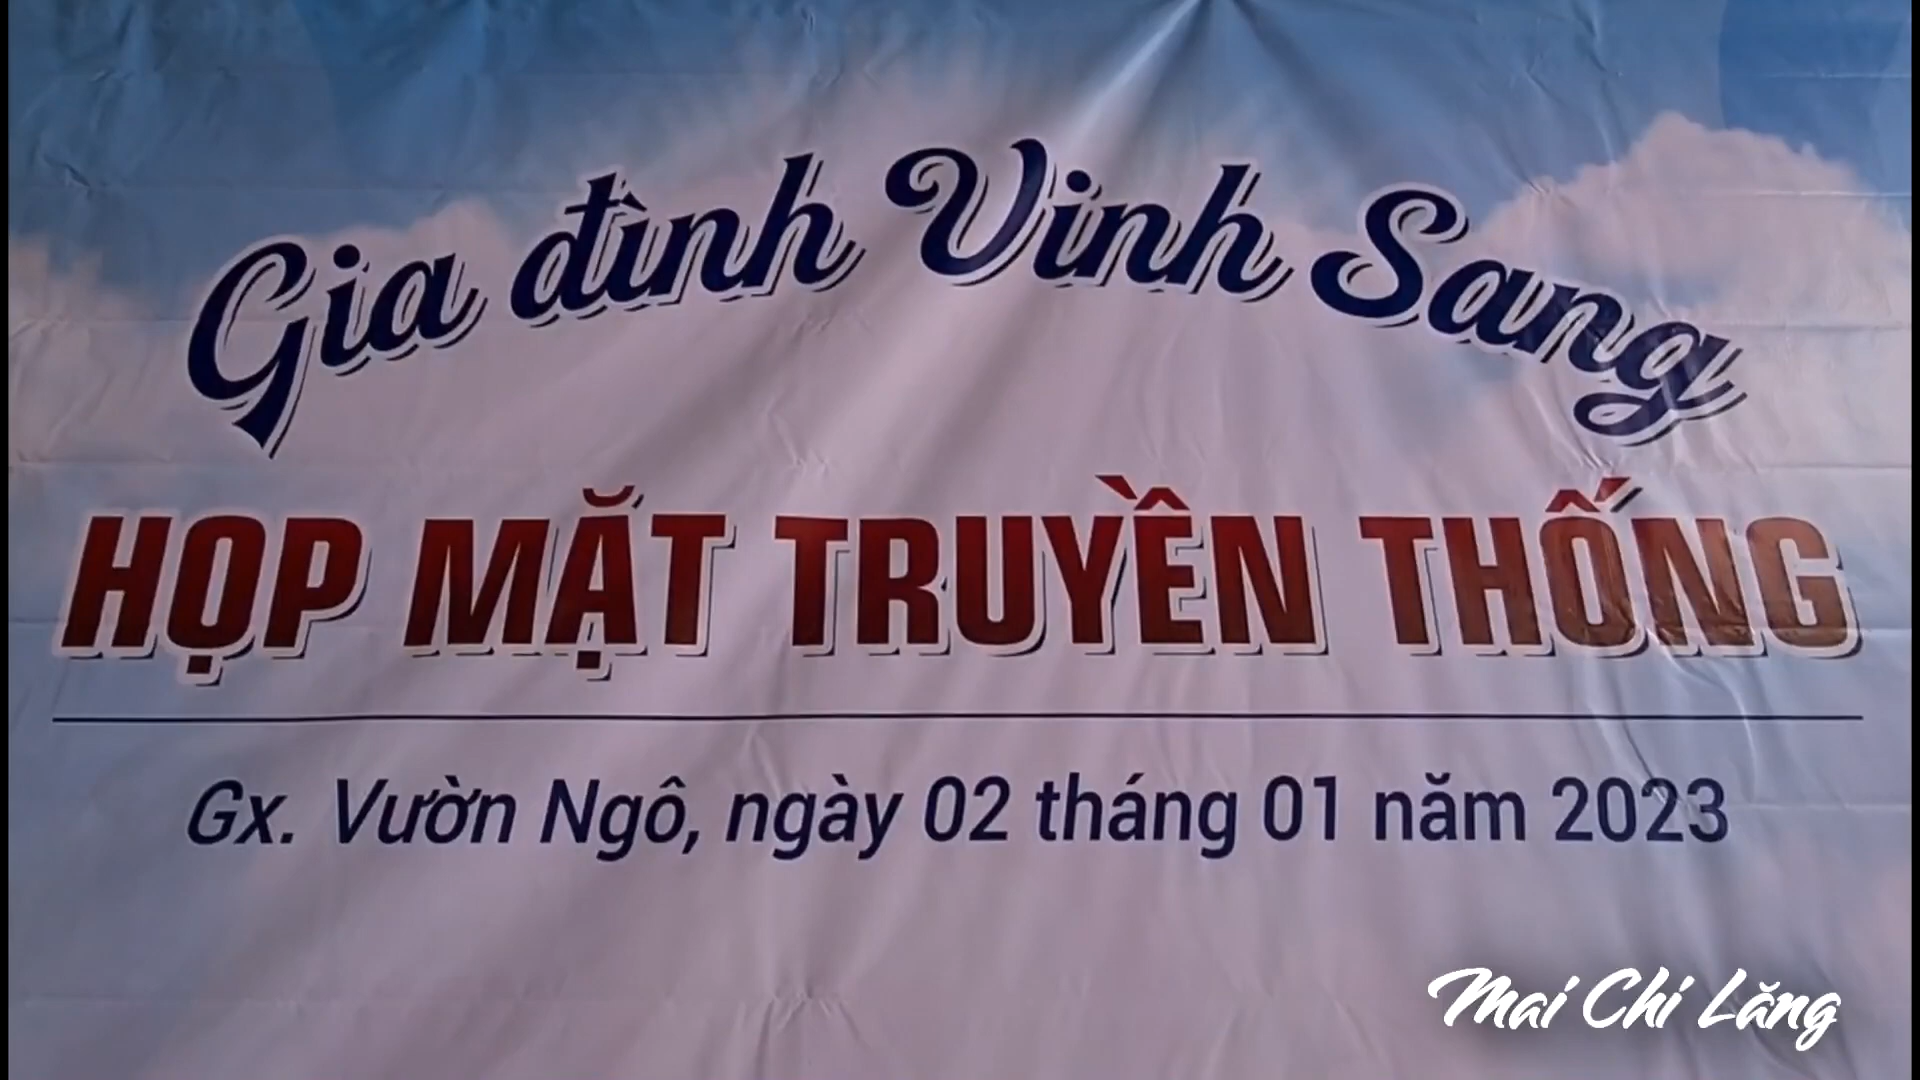 Gia đình Vinh Sang
HỌP MẶT TRUYỀN THỐNG
Gx. Vườn Ngô, ngày 02 tháng 01 năm 2023
Mai Chí Lăng